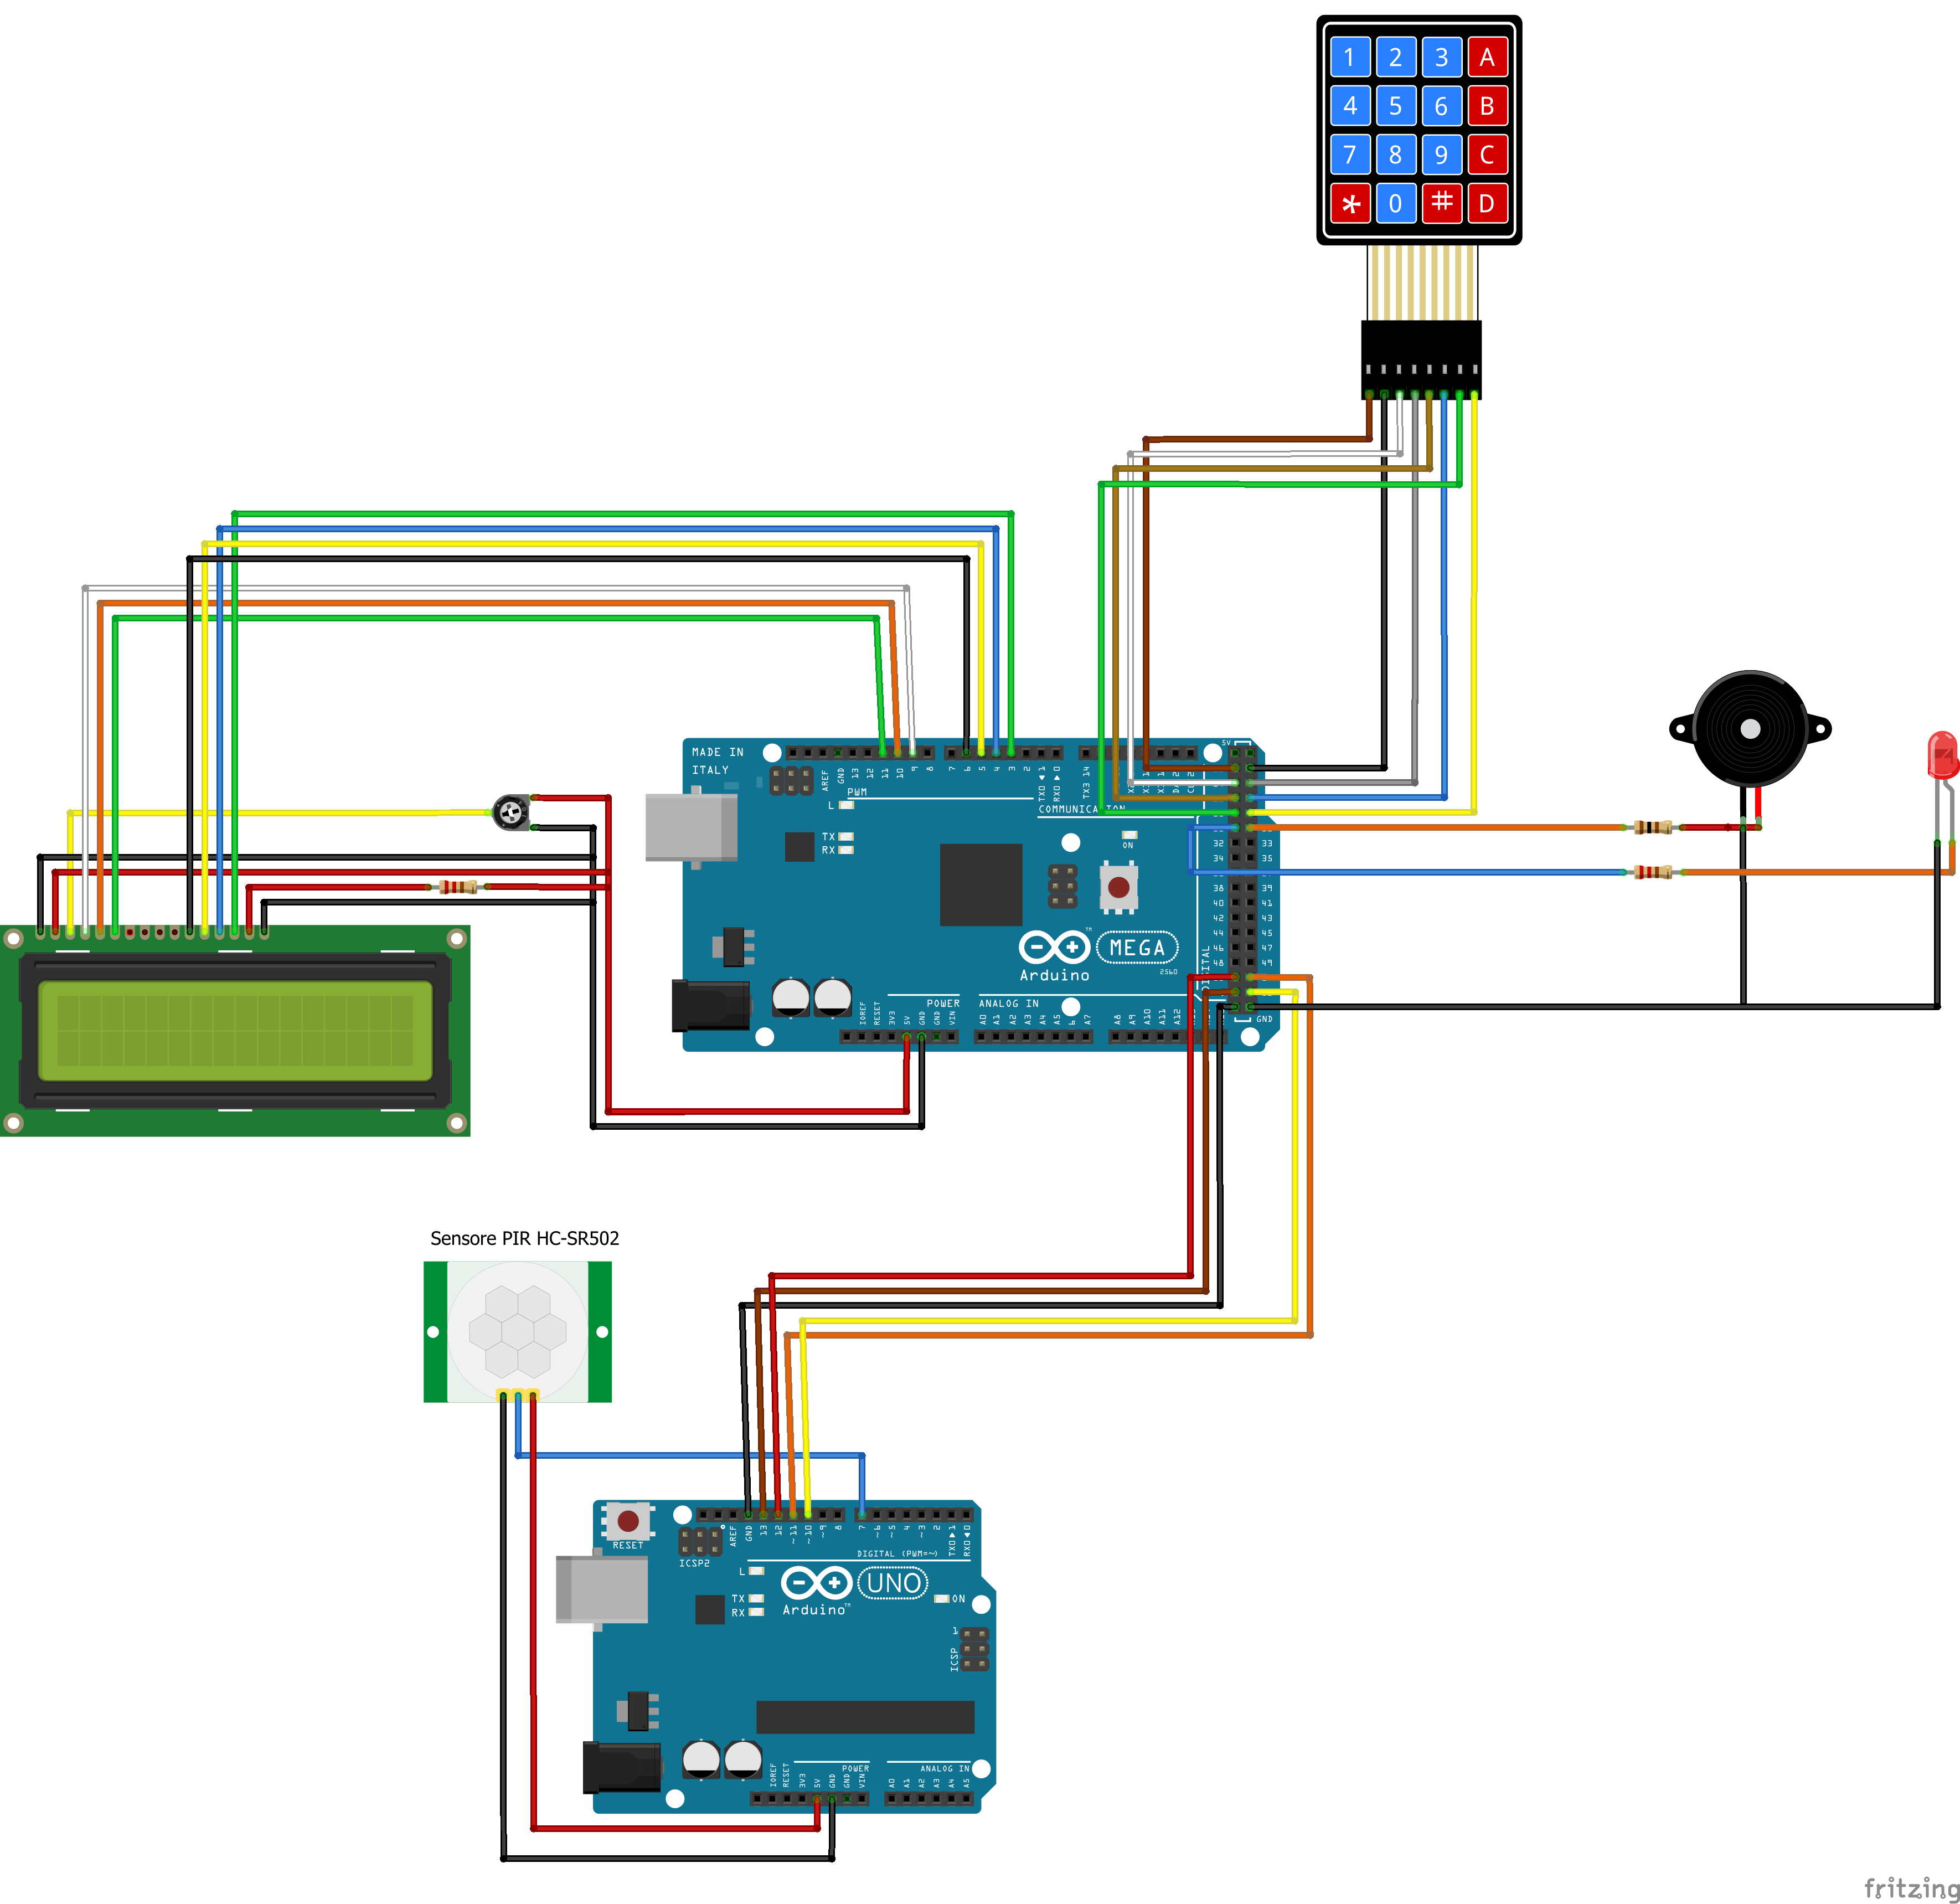 1 2 3 A
4 5 6 B
7 8 9 C
* 0 # D
MADE IN
ITALY
AREF
GND
13
12
11
10
9
8
7
6
5
4
3
2
TX0 1
RX0 0
TX3 14
5V
PWM
L
COMMUNICATION
TX
RX
ON
32 33
34 35
38 39
40 41
42 43
44 45
46 47
48 49
DIGITAL
GND
Arduino
™
MEGA
2560
POWER
ANALOG IN
IOREF
RESET
3V3
5V
GND
GND
VIN
A0
A1
A2
A3
A4
A5
6
A7
A8
A9
A10
A11
A12
Sensore PIR HC-SR502
RESET
ICSP2
AREF
GND
13
12
~11
~10
~9
8
7
~6
~5
4
~3
2
TX0 1
RX0 0
DIGITAL (PWM=~)
L
TX
RX
Arduino™
UNO
ON
1
ICSP
POWER
ANALOG IN
IOREF
RESET
3V3
5V
GND
GND
VIN
A0
A1
A2
A3
A4
A5
fritzing